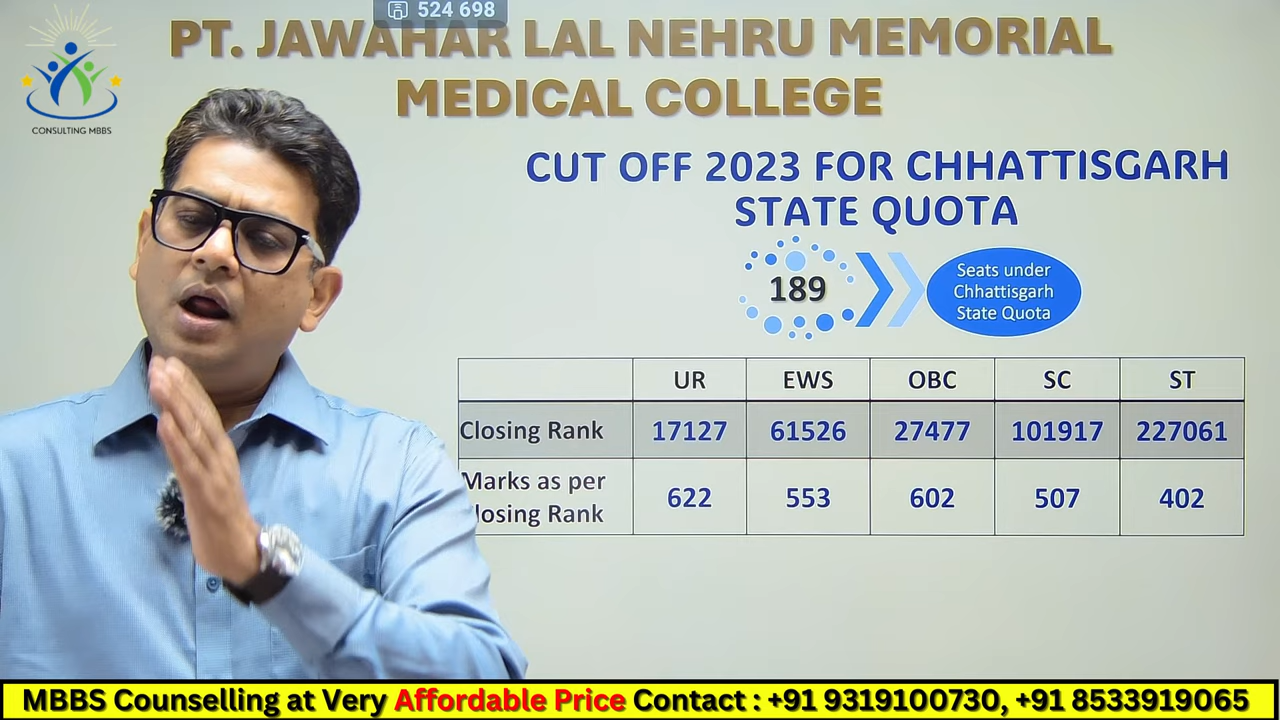 524 698
PT. JAWAHAR LAL NEHRU MEMORIAL
MEDICAL COLLEGE
CONSULTING MBBS
CUT OFF 2023 FOR CHHATTISGARH
STATE QUOTA
189
Seats under
Chhattisgarh
State Quota
UR EWS OBC SC ST
Closing Rank 17127 61526 27477 101917 227061
Marks as per
losing Rank 622 553 602 507 402
MBBS Counselling at Very Affordable Price Contact : +91 9319100730, +91 8533919065